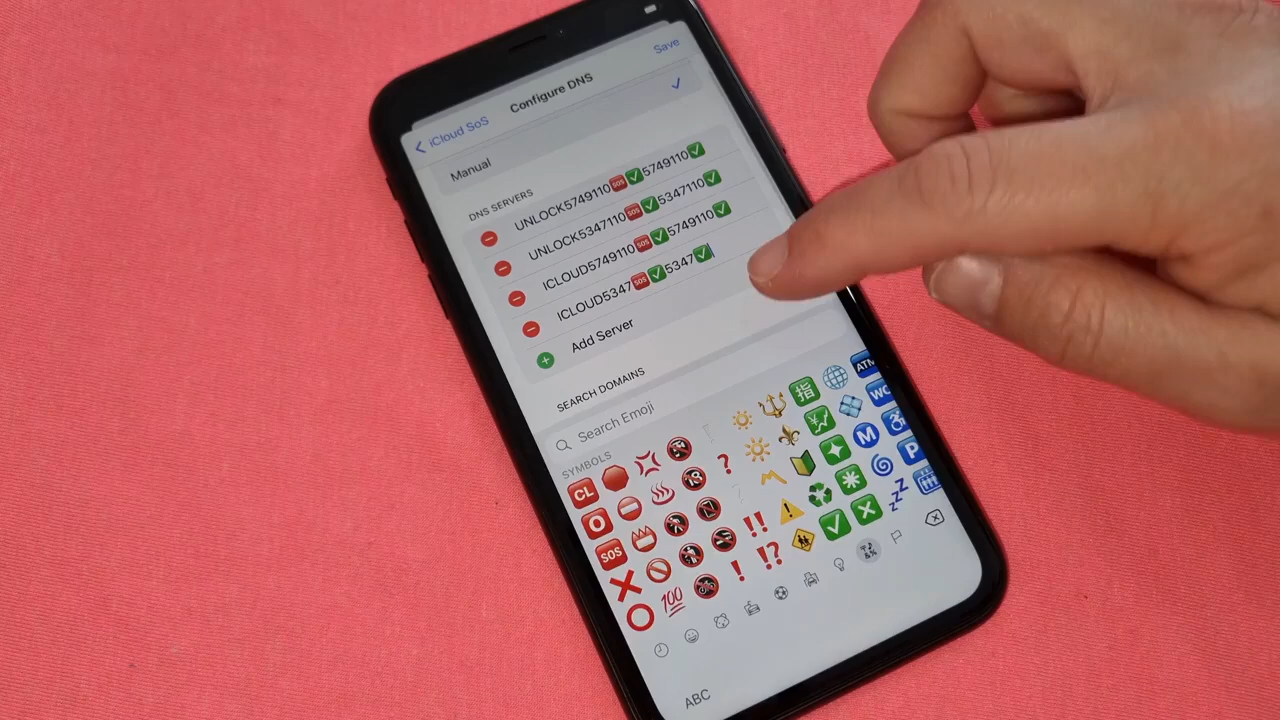 Save
Configure DNS
iCloud SoS
Manual
DNS SERVERS
UNLOCK5749110🆘✅5749110✅
UNLOCK5347110🆘✅5347110✅
ICLOUD5749110🆘✅5749110✅
ICLOUD5347🆘✅5347✅
Add Server
SEARCH DOMAINS
Search Emoji
SYMBOLS
ABC